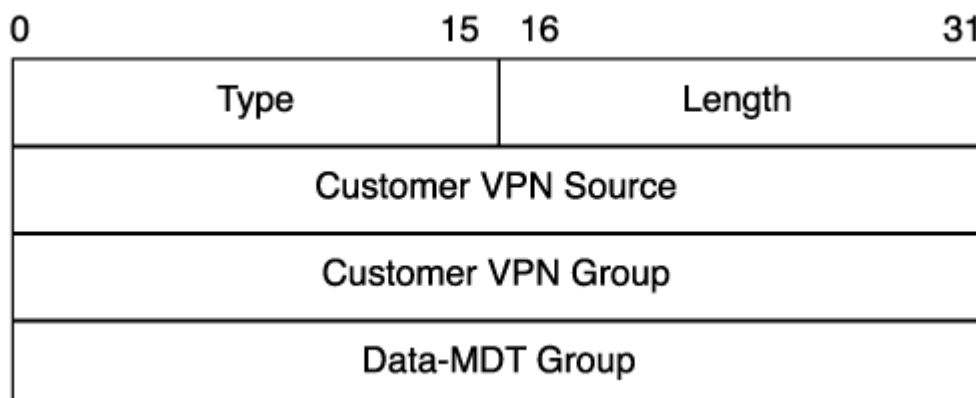 0 15 16 31
Type Length
Customer VPN Source
Customer VPN Group
Data-MDT Group